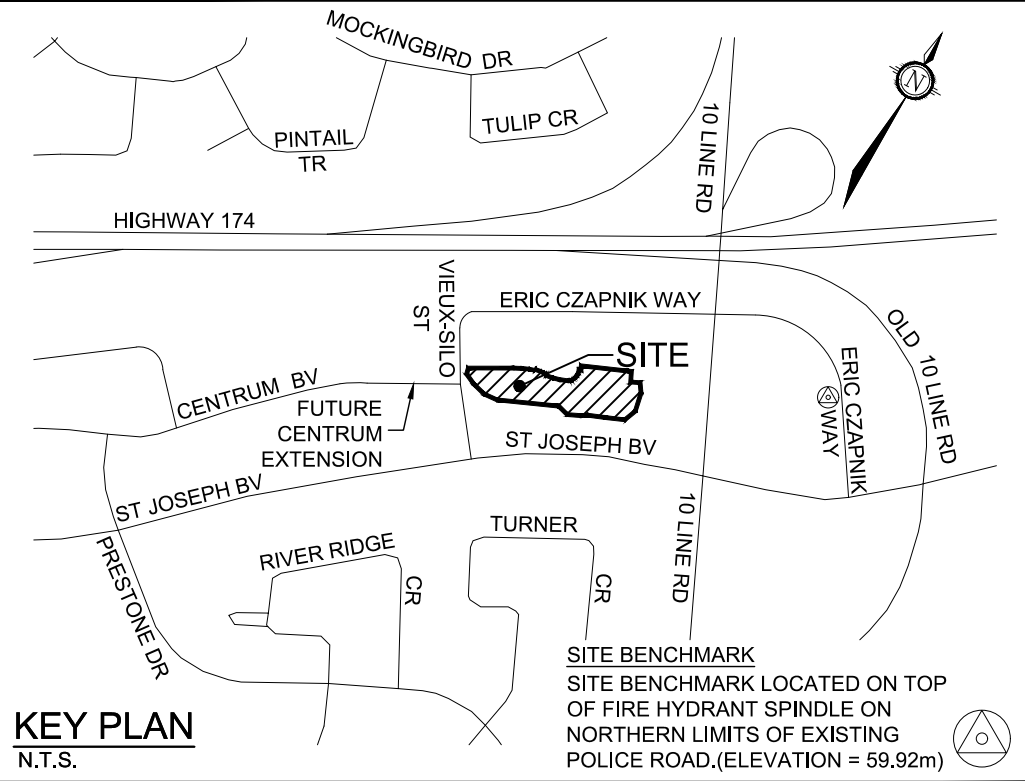 MOCKINGBIRD DR
N
PINTAIL
TR
TULIP CR
10 LINE RD
HIGHWAY 174
VIEUX-SILO
ST
ERIC CZAPNIK WAY
OLD 10 LINE RD
SITE
ERIC CZAPNIK
WAY
CENTRUM BV
FUTURE
CENTRUM
EXTENSION
ST JOSEPH BV
ST JOSEPH BV
10 LINE RD
PRESTONE DR
RIVER RIDGE
CR
TURNER
CR
SITE BENCHMARK
SITE BENCHMARK LOCATED ON TOP
OF FIRE HYDRANT SPINDLE ON
NORTHERN LIMITS OF EXISTING
POLICE ROAD.(ELEVATION = 59.92m)
KEY PLAN
N.T.S.